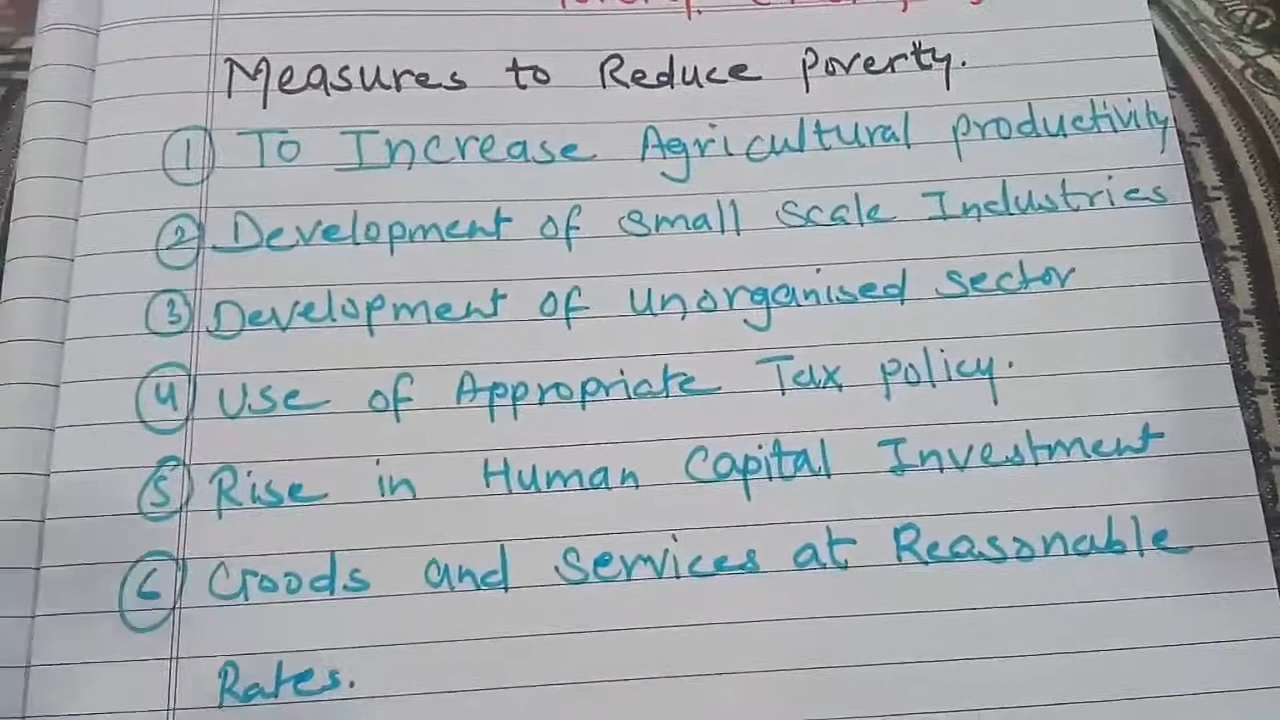 Measures to Reduce Poverty.
① To Increase Agricultural productivity
② Development of Small Scale Industries
③ Development of Unorganised Sector
④ Use of Appropriate Tax policy.
⑤ Rise in Human Capital Investment
⑥ Goods and Services at Reasonable
Rates.